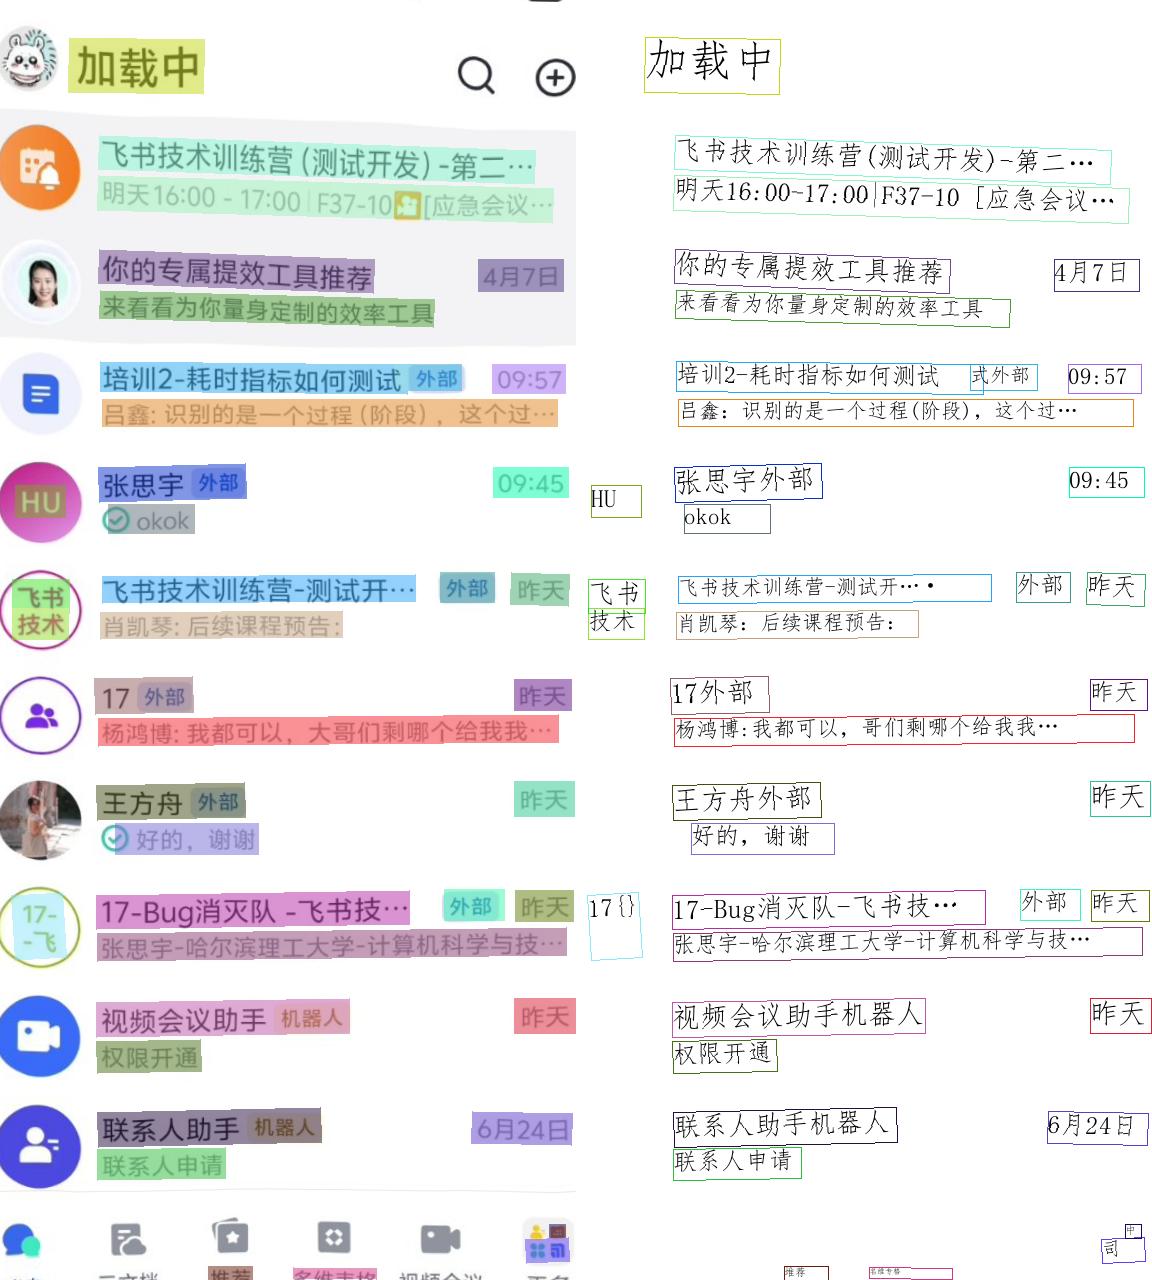 加载中
飞书技术训练营 (测试开发) -第二…
明天16:00 - 17:00 | F37-10 [应急会议…
你的专属提效工具推荐 4月7日
来看看为你量身定制的效率工具
培训2-耗时指标如何测试 外部 09:57
吕鑫: 识别的是一个过程 (阶段) ，这个过…
HU
张思宇 外部 09:45
okok
飞书
技术
飞书技术训练营-测试开… 外部 昨天
肖凯琴: 后续课程预告:
17 外部 昨天
杨鸿博: 我都可以，大哥们剩哪个给我我…
王方舟 外部 昨天
好的，谢谢
17-
-飞
17-Bug消灭队 -飞书技… 外部 昨天
张思宇-哈尔滨理工大学-计算机科学与技…
视频会议助手 机器人 昨天
权限开通
联系人助手 机器人 6月24日
联系人申请
云文档 推荐 多维表格 视频会议
加载中
飞书技术训练营(测试开发)-第二…
明天16:00-17:00|F37-10 [应急会议…
你的专属提效工具推荐 4月7日
来看看为你量身定制的效率工具
培训2-耗时指标如何测试 式外部 09:57
吕鑫: 识别的是一个过程(阶段)，这个过…
HU
张思宇外部 09:45
okok
飞书
技术
飞书技术训练营-测试开…• 外部 昨天
肖凯琴: 后续课程预告:
17外部 昨天
杨鸿博:我都可以，哥们剩哪个给我我…
王方舟外部 昨天
好的，谢谢
17{}
17-Bug消灭队-飞书技… 外部 昨天
张思宇-哈尔滨理工大学-计算机科学与技…
视频会议助手机器人 昨天
权限开通
联系人助手机器人 6月24日
联系人申请
中
司
推荐